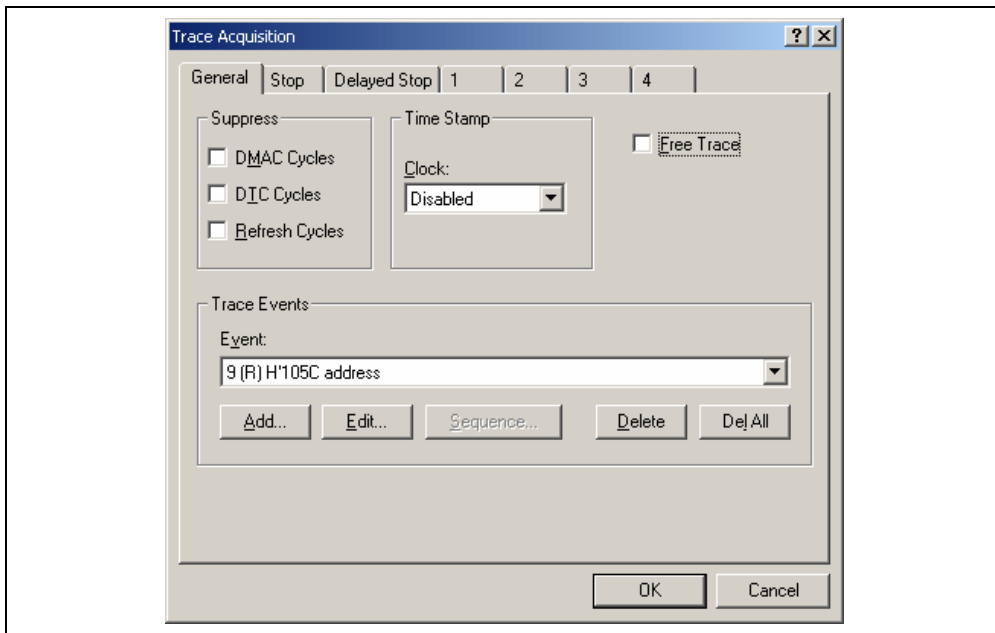 Trace Acquisition
General Stop Delayed Stop 1 2 3 4
Suppress
DMAC Cycles
DTC Cycles
Refresh Cycles
Time Stamp
Clock:
Disabled
Free Trace
Trace Events
Event:
9 (R) H'105C address
Add... Edit... Sequence... Delete Del All
OK Cancel